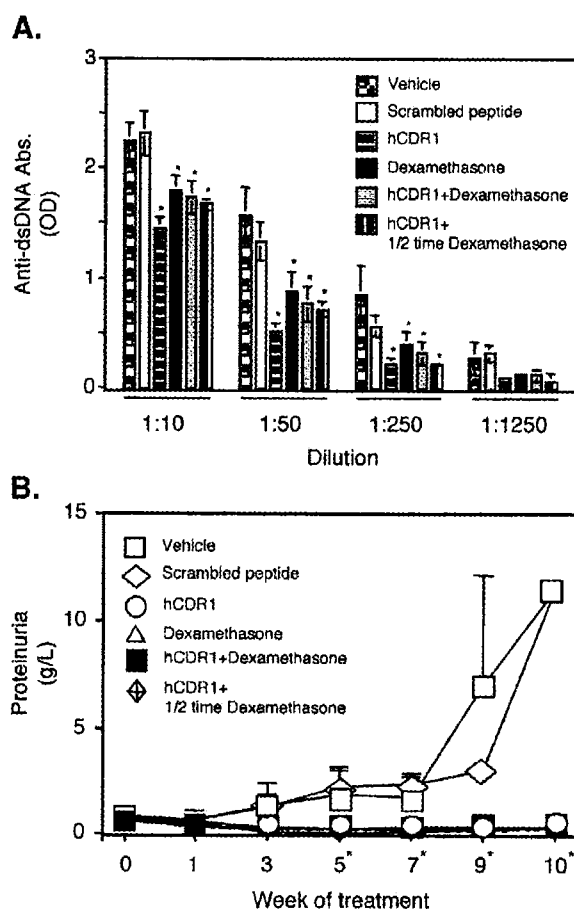 A.
3
2
1
0
Anti-dsDNA Abs.
(OD)
Vehicle
Scrambled peptide
hCDR1
Dexamethasone
hCDR1+Dexamethasone
hCDR1+
1/2 time Dexamethasone
* * * *
* * * *
* * * *
1:10 1:50 1:250 1:1250
Dilution
B.
15
10
5
0
Proteinuria
(g/L)
Vehicle
Scrambled peptide
hCDR1
Dexamethasone
hCDR1+Dexamethasone
hCDR1+
1/2 time Dexamethasone
0 1 3 5* 7* 9* 10*
Week of treatment